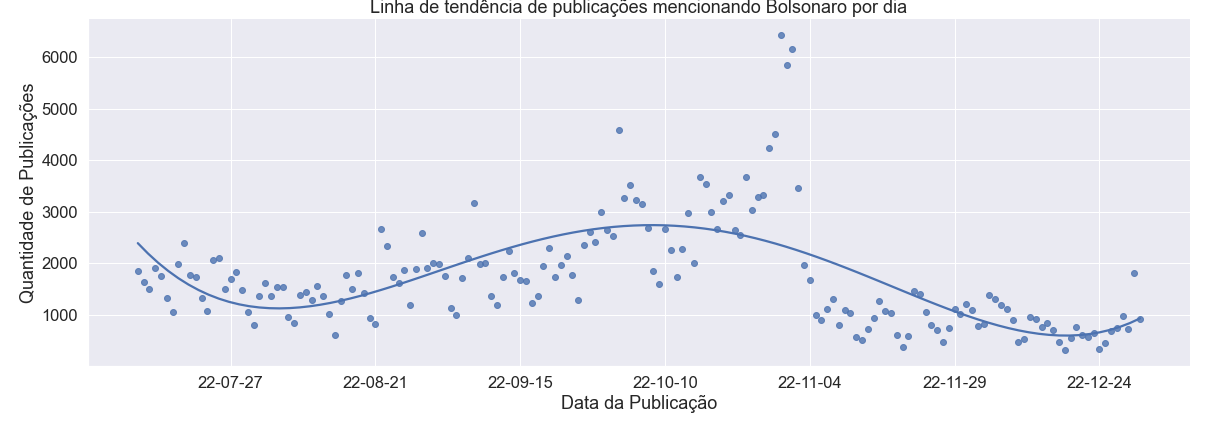 Linha de tendência de publicações mencionando Bolsonaro por dia
Quantidade de Publicações
6000
5000
4000
3000
2000
1000
22-07-27 22-08-21 22-09-15 22-10-10 22-11-04 22-11-29 22-12-24
Data da Publicação